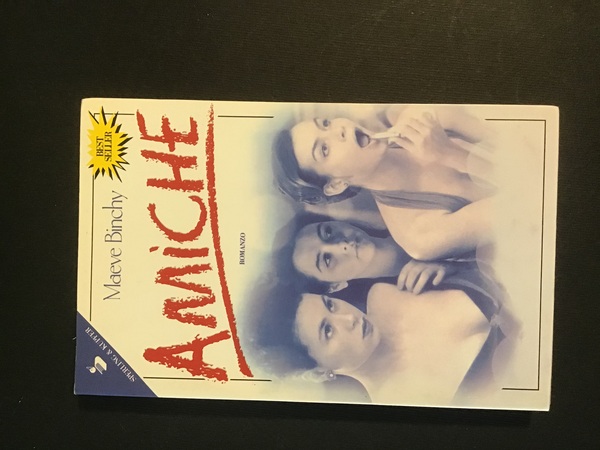 BEST
SELLER
Maeve Binchy
AMiCHE
ROMANZO
SPERLING & KUPFER